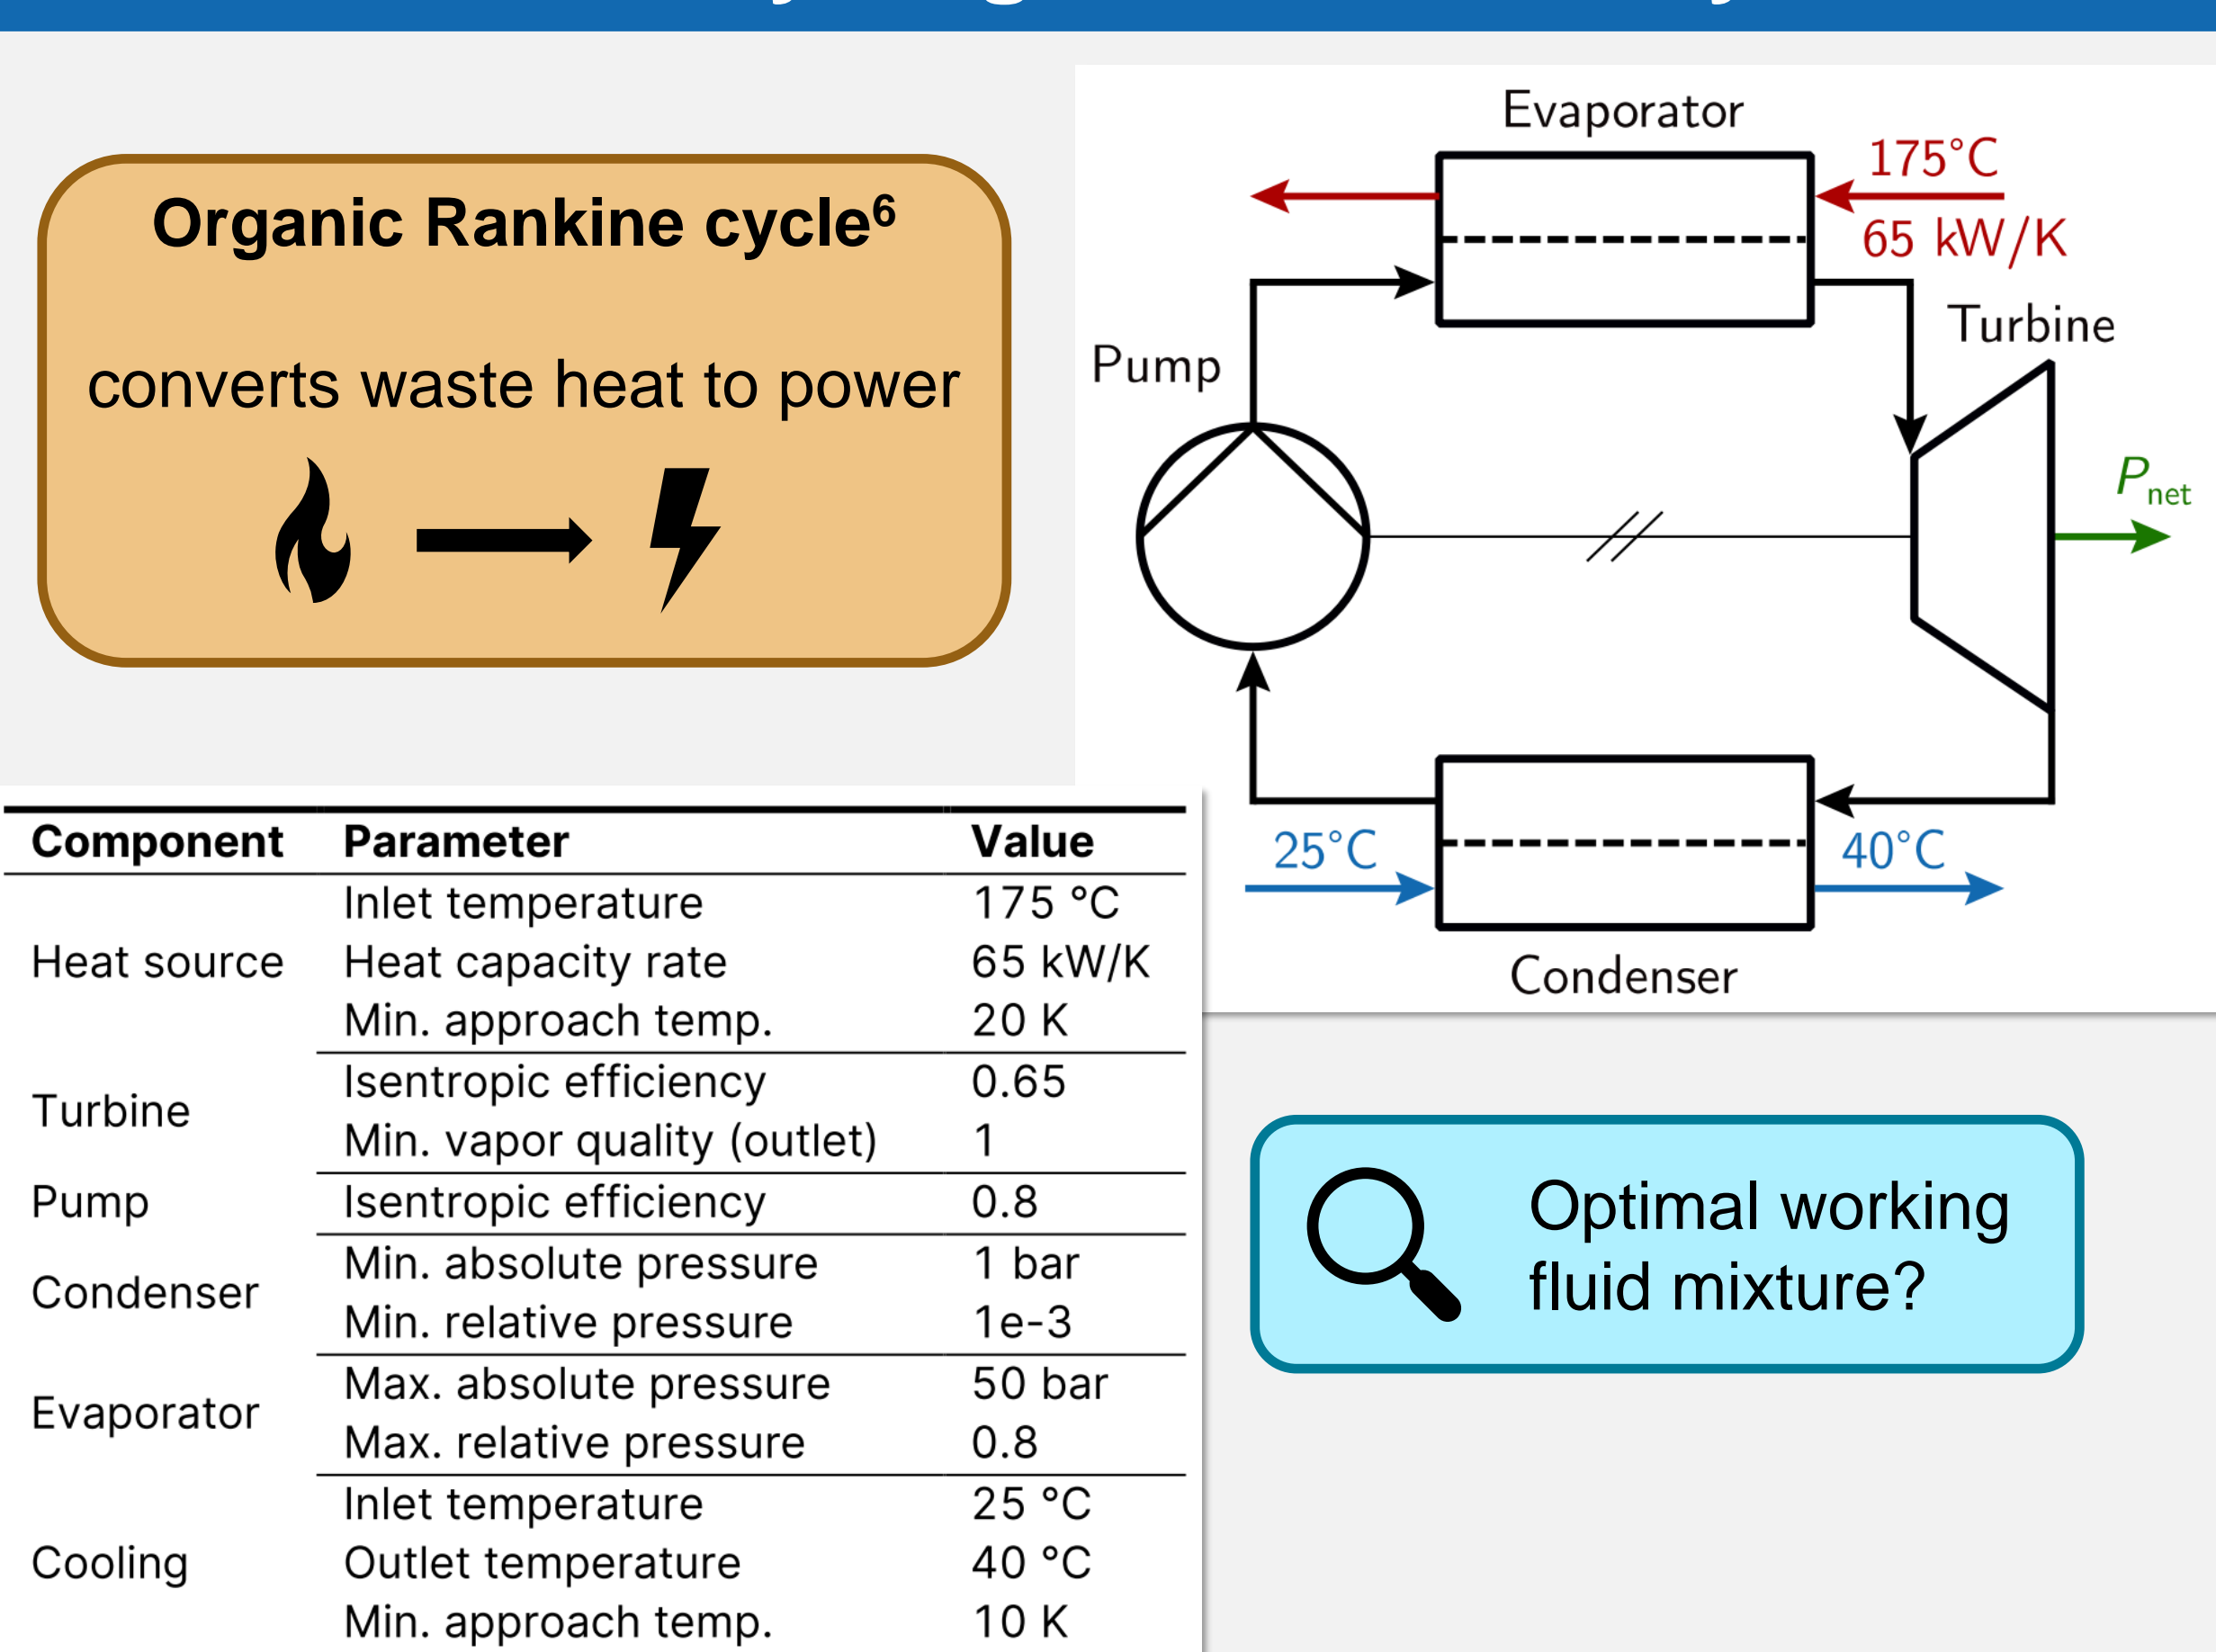 Organic Rankine cycle⁶
converts waste heat to power
Evaporator
175°C
65 kW/K
Turbine
Pump
P_net
25°C
40°C
Condenser
Component Parameter Value
Heat source Inlet temperature 175 °C
Heat capacity rate 65 kW/K
Min. approach temp. 20 K
Turbine Isentropic efficiency 0.65
Min. vapor quality (outlet) 1
Pump Isentropic efficiency 0.8
Condenser Min. absolute pressure 1 bar
Min. relative pressure 1e-3
Evaporator Max. absolute pressure 50 bar
Max. relative pressure 0.8
Cooling Inlet temperature 25 °C
Outlet temperature 40 °C
Min. approach temp. 10 K
Optimal working
fluid mixture?